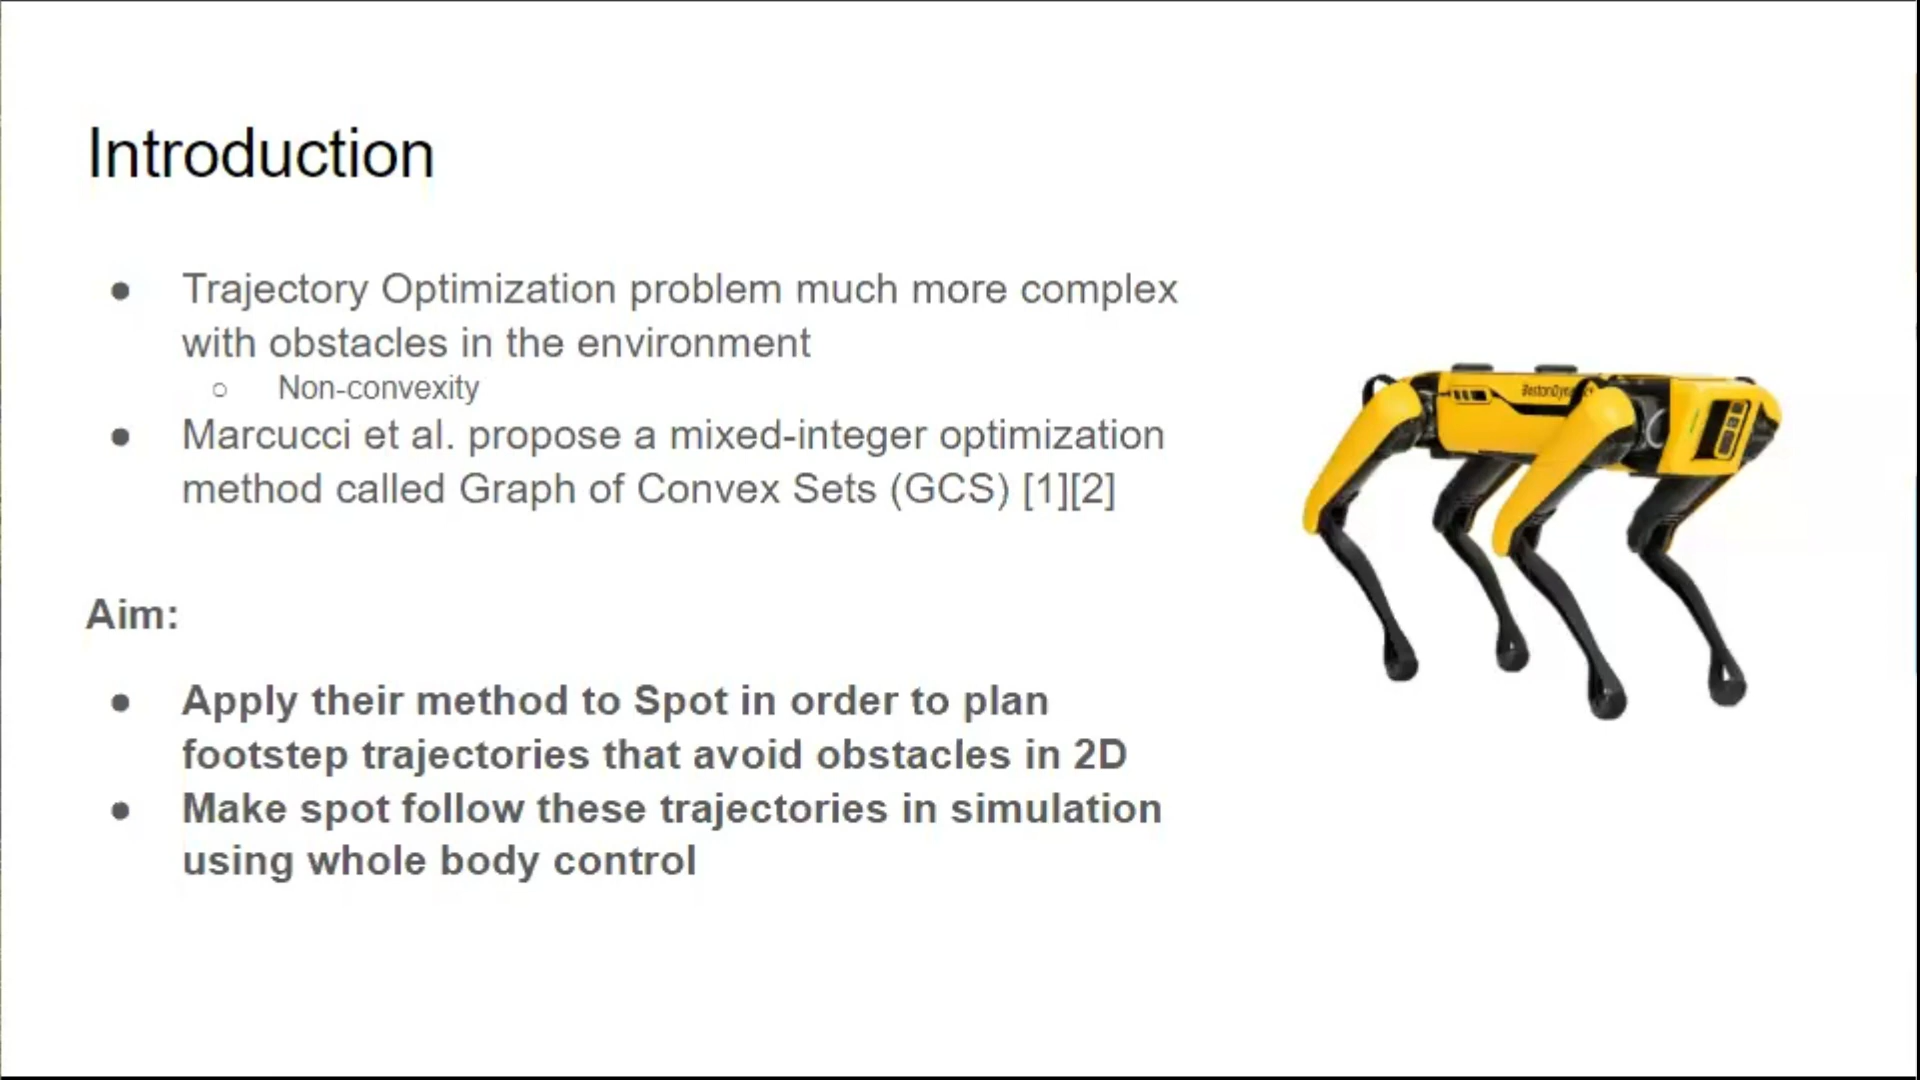 Introduction
● Trajectory Optimization problem much more complex
with obstacles in the environment
○ Non-convexity
● Marcucci et al. propose a mixed-integer optimization
method called Graph of Convex Sets (GCS) [1][2]
Aim:
● Apply their method to Spot in order to plan
footstep trajectories that avoid obstacles in 2D
● Make spot follow these trajectories in simulation
using whole body control